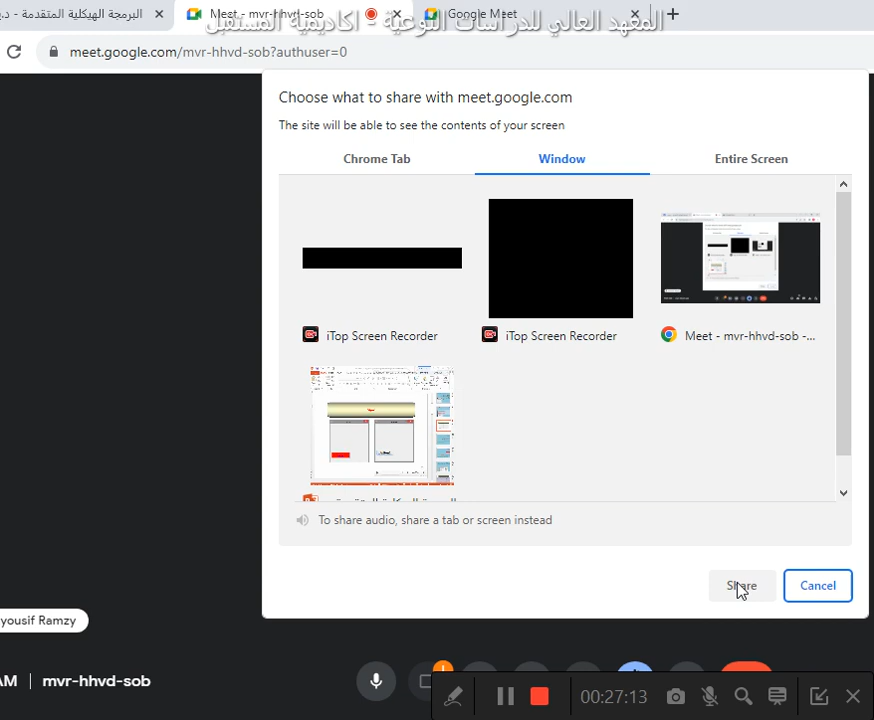 البرمجة الهيكلية المتقدمة - د.ي
Meet - mvr-hhvd-sob
Google Meet
المعهد العالي للدراسات النوعية - اكاديمية المستقبل
meet.google.com/mvr-hhvd-sob?authuser=0
Choose what to share with meet.google.com
The site will be able to see the contents of your screen
Chrome Tab
Window
Entire Screen
iTop Screen Recorder
iTop Screen Recorder
Meet - mvr-hhvd-sob -...
To share audio, share a tab or screen instead
Share
Cancel
yousif Ramzy
AM | mvr-hhvd-sob
00:27:13